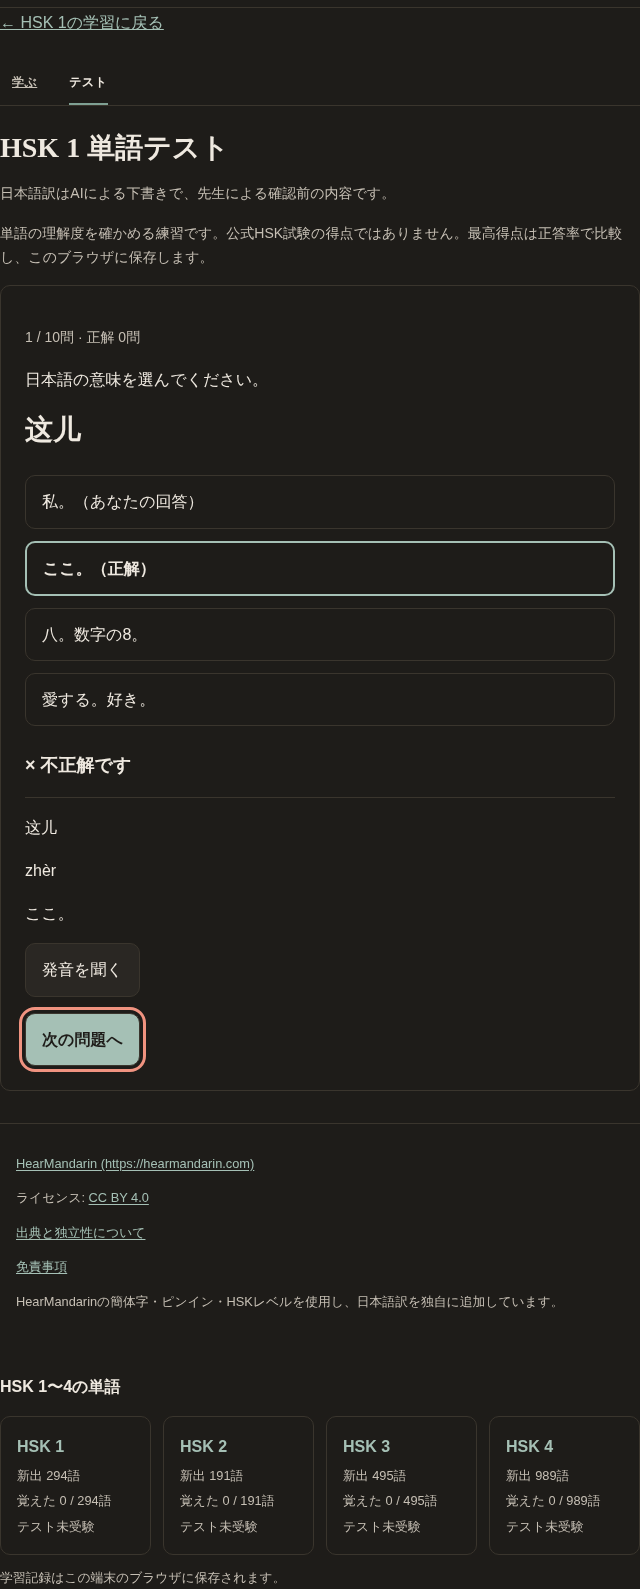 ← HSK 1の学習に戻る
学ぶ
テスト
HSK 1 単語テスト
日本語訳はAIによる下書きで、先生による確認前の内容です。
単語の理解度を確かめる練習です。公式HSK試験の得点ではありません。最高得点は正答率で比較
し、このブラウザに保存します。
1 / 10問 · 正解 0問
日本語の意味を選んでください。
这儿
私。（あなたの回答）
ここ。（正解）
八。数字の8。
愛する。好き。
× 不正解です
这儿
zhèr
ここ。
発音を聞く
次の問題へ
HearMandarin (https://hearmandarin.com)
ライセンス: CC BY 4.0
出典と独立性について
免責事項
HearMandarinの簡体字・ピンイン・HSKレベルを使用し、日本語訳を独自に追加しています。
HSK 1〜4の単語
HSK 1
新出 294語
覚えた 0 / 294語
テスト未受験
HSK 2
新出 191語
覚えた 0 / 191語
テスト未受験
HSK 3
新出 495語
覚えた 0 / 495語
テスト未受験
HSK 4
新出 989語
覚えた 0 / 989語
テスト未受験
学習記録はこの端末のブラウザに保存されます。